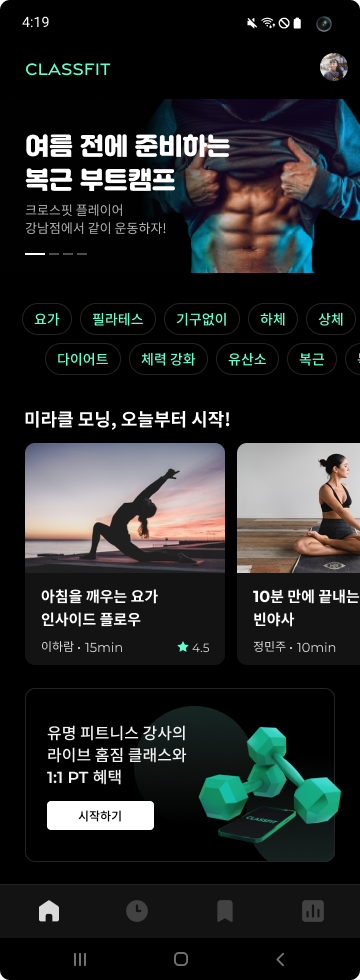 4:19
CLASSFIT
여름 전에 준비하는
복근 부트캠프
크로스핏 플레이어
강남점에서 같이 운동하자!
요가 필라테스 기구없이 하체 상체
다이어트 체력 강화 유산소 복근
미라클 모닝, 오늘부터 시작!
아침을 깨우는 요가
인사이드 플로우
이하람 • 15min ★ 4.5
10분 만에 끝내는
빈야사
정민주 • 10min
유명 피트니스 강사의
라이브 홈짐 클래스와
1:1 PT 혜택
시작하기